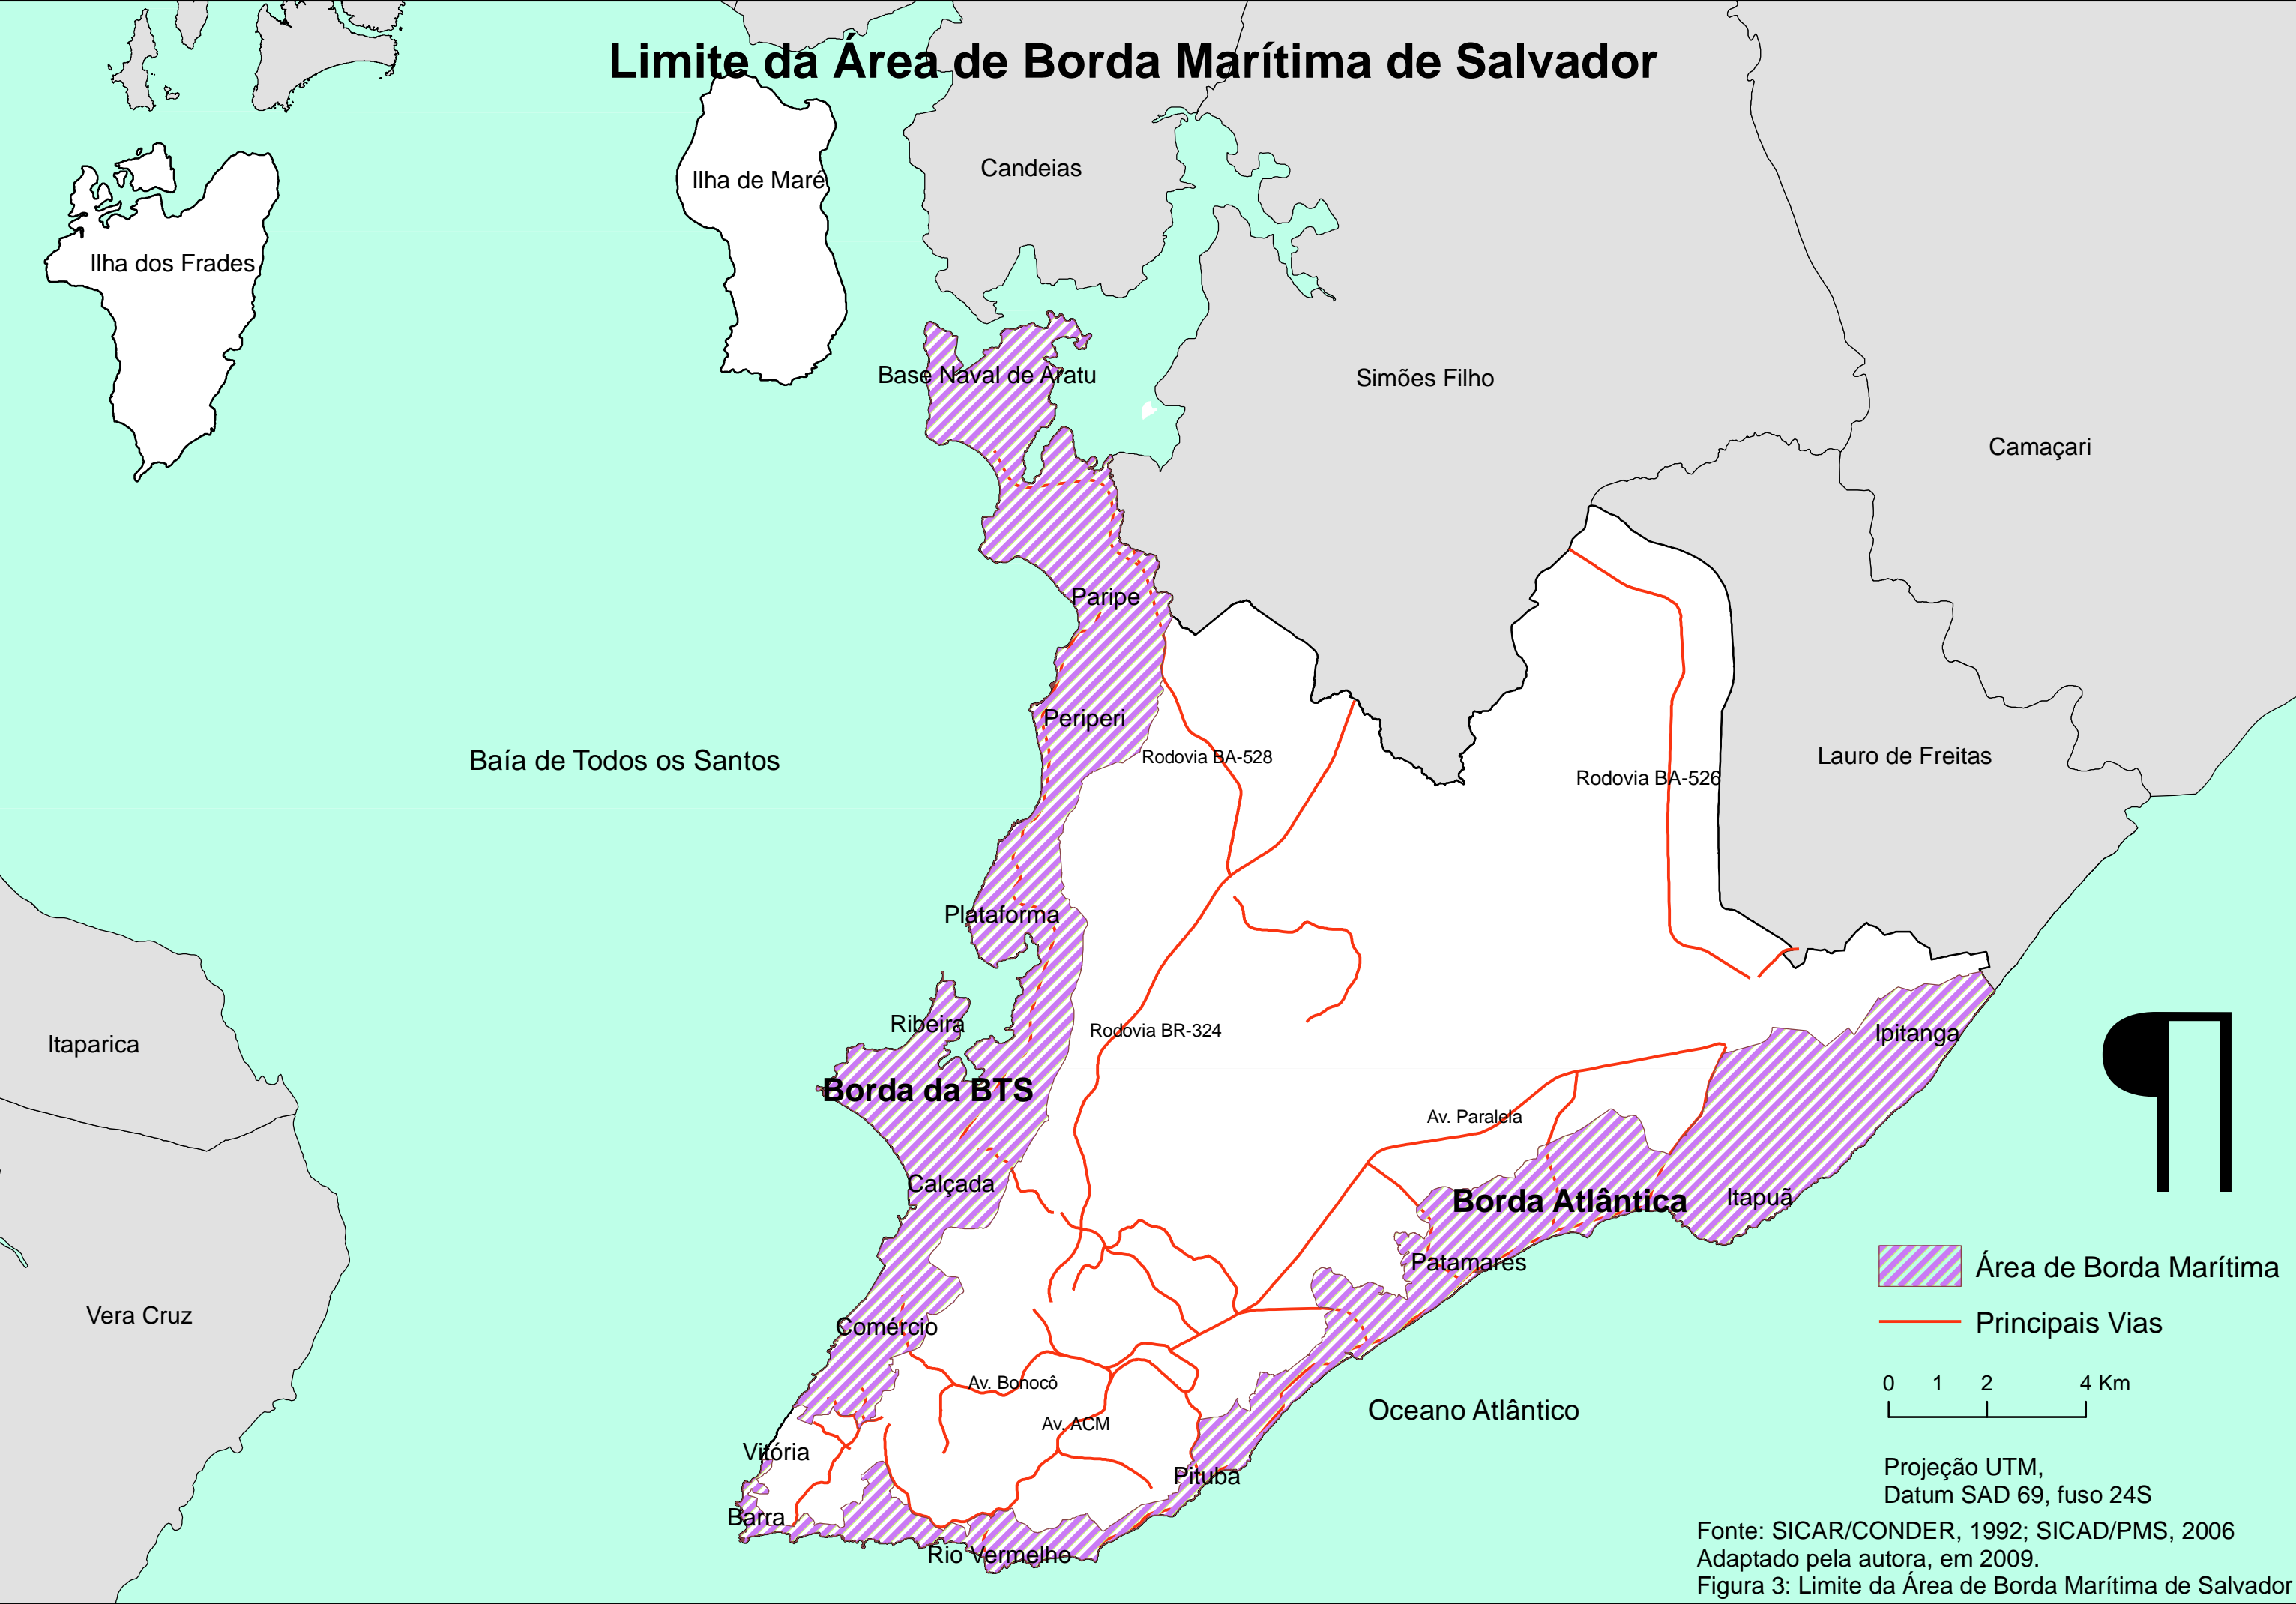 Limite da Área de Borda Marítima de Salvador
Candeias
Ilha de Maré
Ilha dos Frades
Base Naval de Aratu
Simões Filho
Camaçari
Paripe
Periperi
Rodovia BA-528
Lauro de Freitas
Baía de Todos os Santos
Rodovia BA-526
Plataforma
Ribeira
Rodovia BR-324
Ipitanga
Itaparica
Borda da BTS
Av. Paralela
Calçada
Borda Atlântica
Itapuã
Patamares
Área de Borda Marítima
Vera Cruz
Comércio
Principais Vias
Av. Bonocô
0 1 2 4 Km
Oceano Atlântico
Av. ACM
Vitória
Pituba
Projeção UTM,
Datum SAD 69, fuso 24S
Barra
Rio Vermelho
Fonte: SICAR/CONDER, 1992; SICAD/PMS, 2006
Adaptado pela autora, em 2009.
Figura 3: Limite da Área de Borda Marítima de Salvador
¶